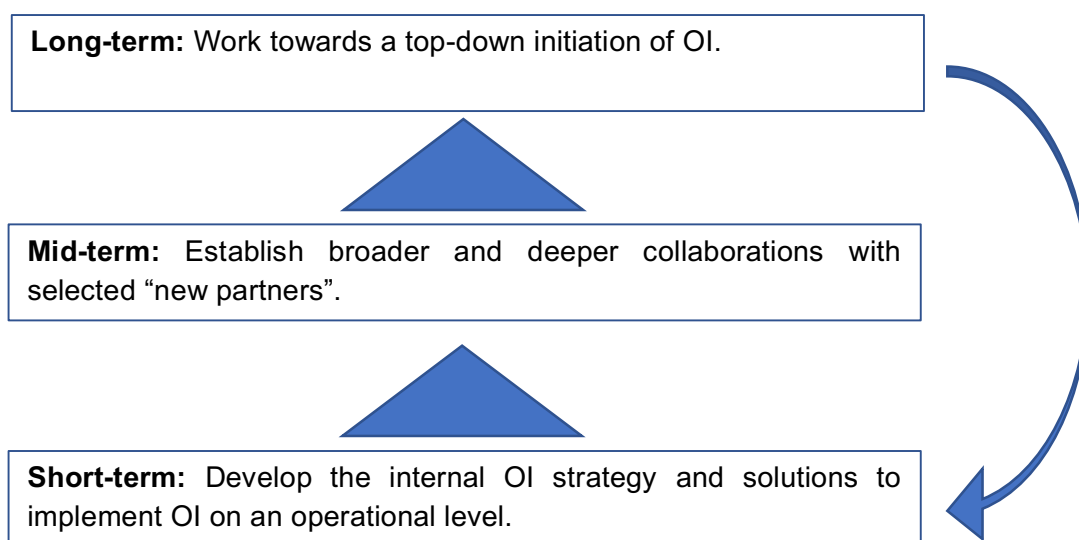 Long-term: Work towards a top-down initiation of OI.
Mid-term: Establish broader and deeper collaborations with
selected “new partners”.
Short-term: Develop the internal OI strategy and solutions to
implement OI on an operational level.